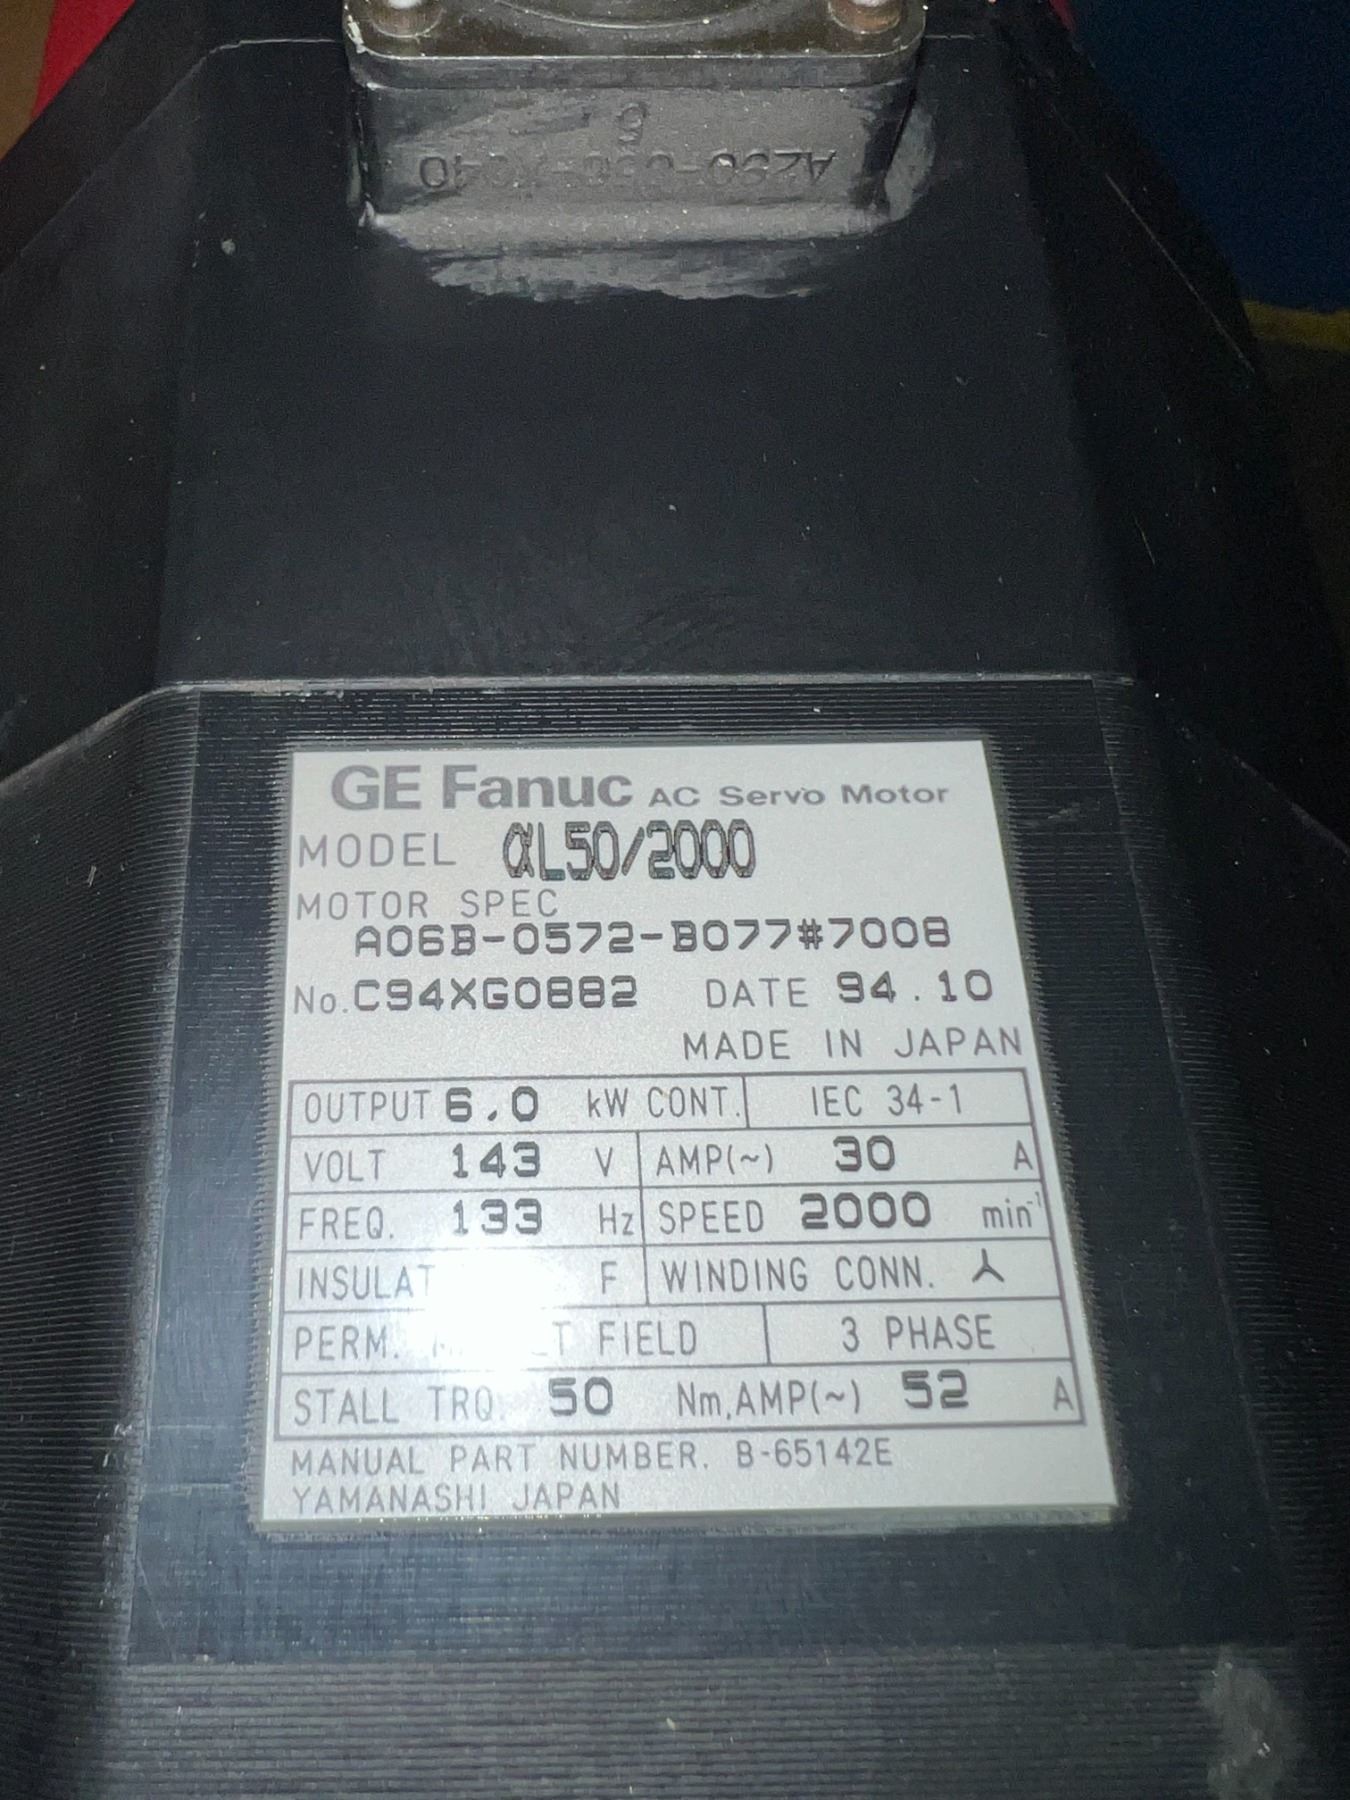 GE Fanuc AC Servo Motor
MODEL αL50/2000
MOTOR SPEC
A06B-0572-B077#7008
No. C94XG0882 DATE 94.10
MADE IN JAPAN
OUTPUT 6.0 kW CONT. IEC 34-1
VOLT 143 V AMP(~) 30 A
FREQ. 133 Hz SPEED 2000 min⁻¹
F WINDING CONN.
PERM. FIELD 3 PHASE
STALL TRQ. 50 Nm, AMP(~) 52 A
MANUAL PART NUMBER. B-65142E
YAMANASHI JAPAN